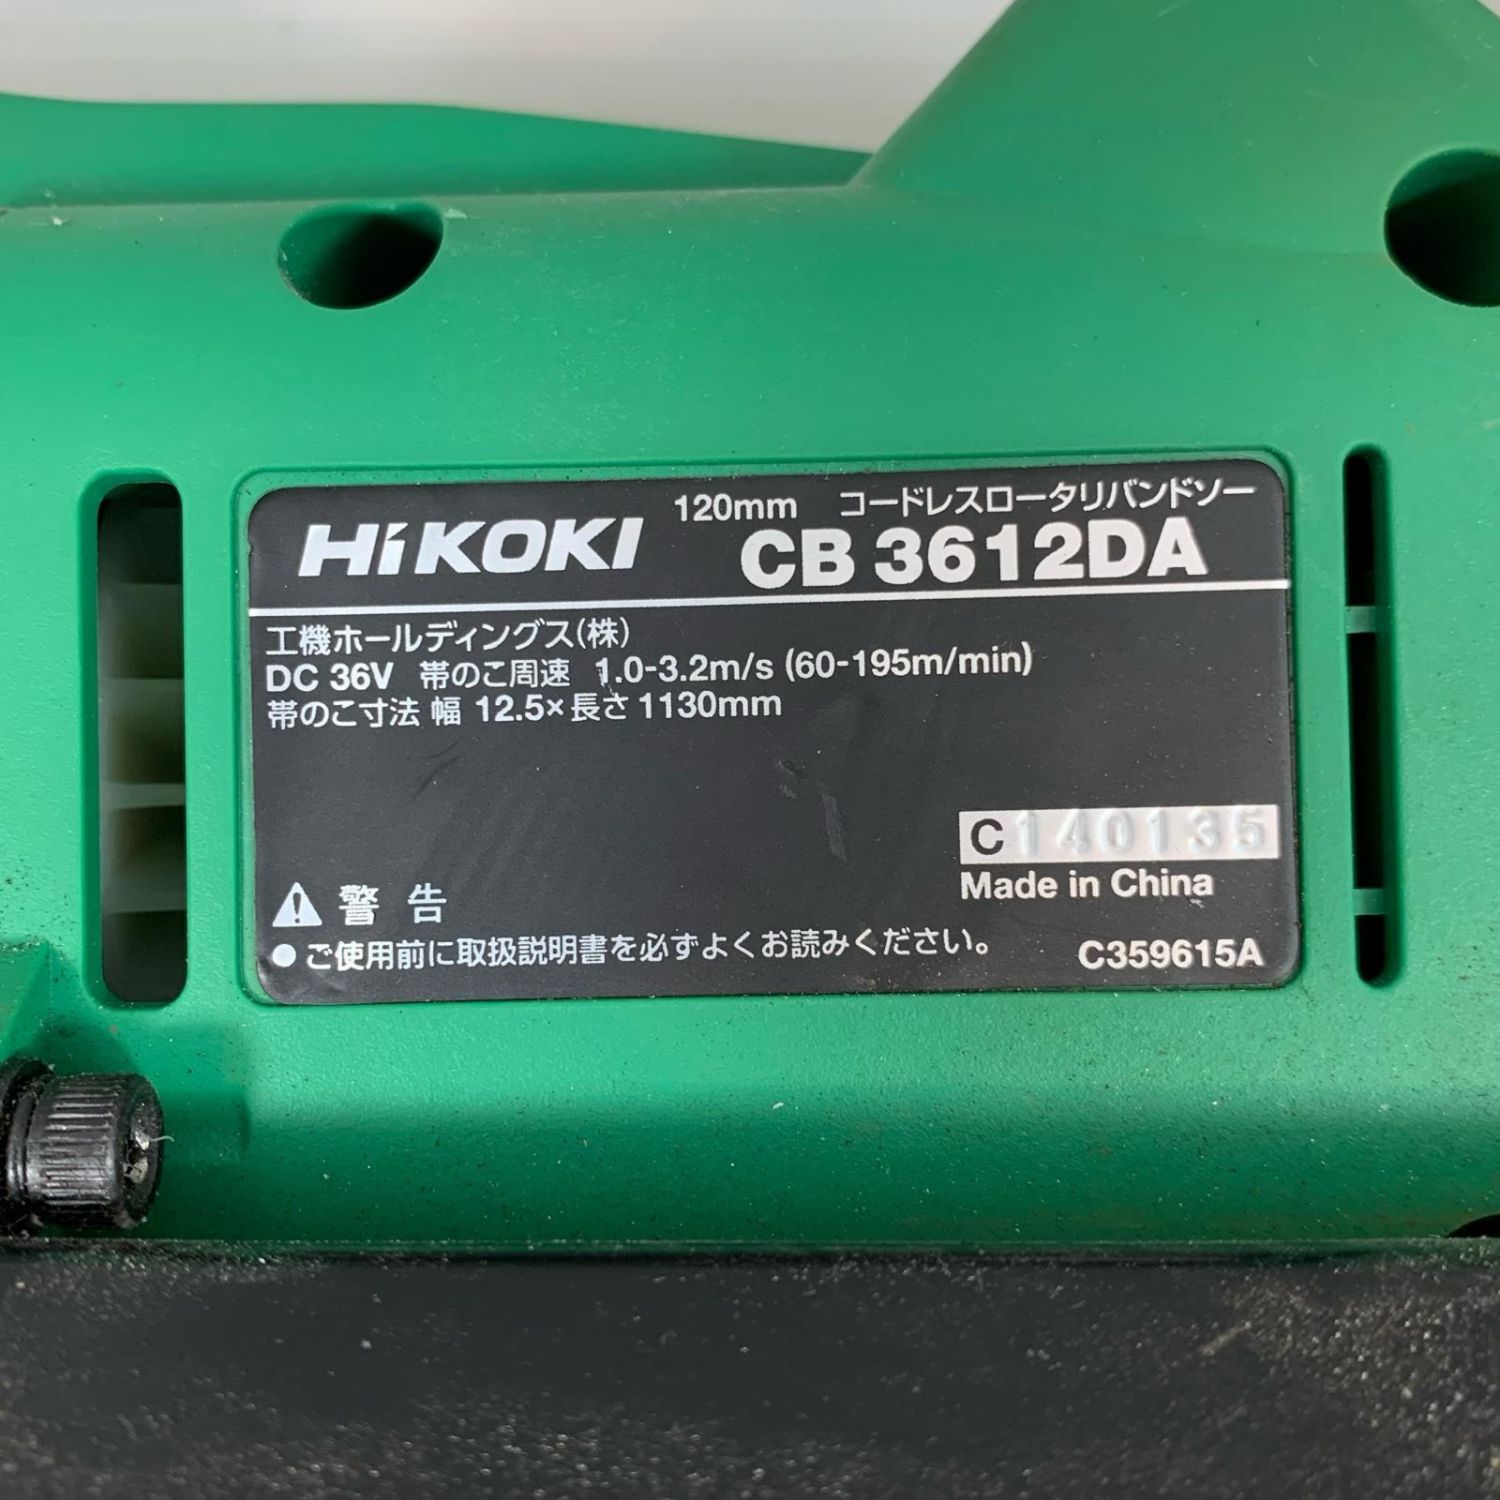 HiKOKI 120mm コードレスロータリバンドソー
CB 3612DA
工機ホールディングス(株)
DC 36V 帯のこ周速 1.0-3.2m/s (60-195m/min)
帯のこ寸法 幅 12.5×長さ 1130mm
C140135
Made in China
⚠ 警告
● ご使用前に取扱説明書を必ずよくお読みください。
C359615A